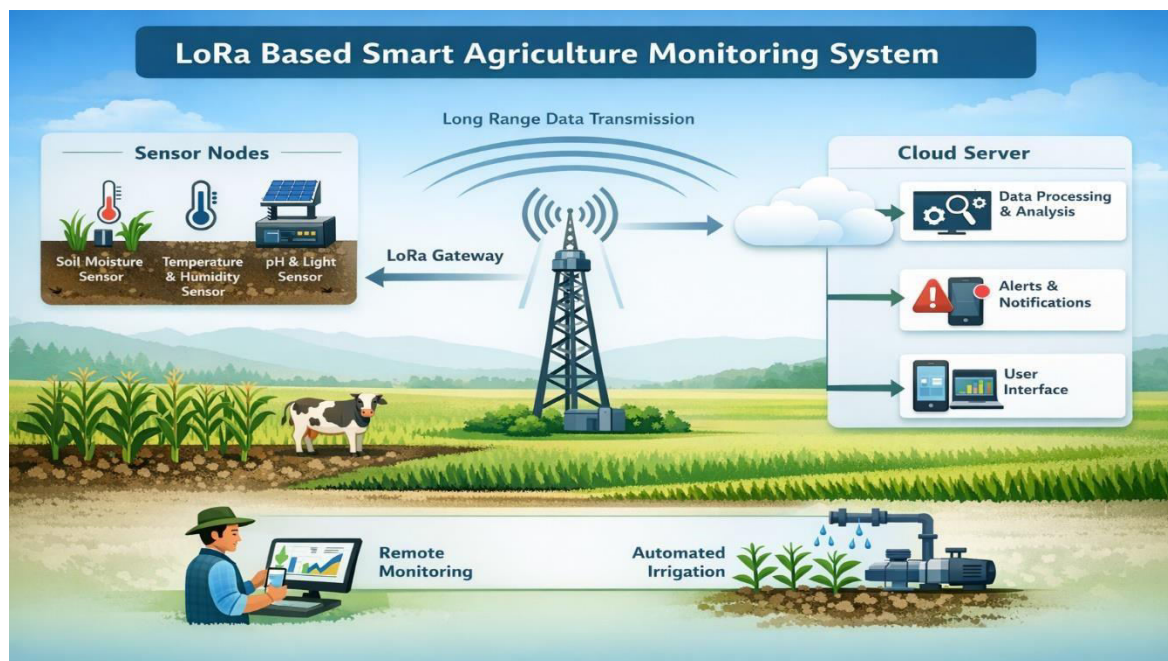 LoRa Based Smart Agriculture Monitoring System
Long Range Data Transmission
Sensor Nodes
Soil Moisture
Sensor
Temperature
& Humidity
Sensor
pH & Light
Sensor
LoRa Gateway
Cloud Server
Data Processing
& Analysis
Alerts &
Notifications
User
Interface
Remote
Monitoring
Automated
Irrigation